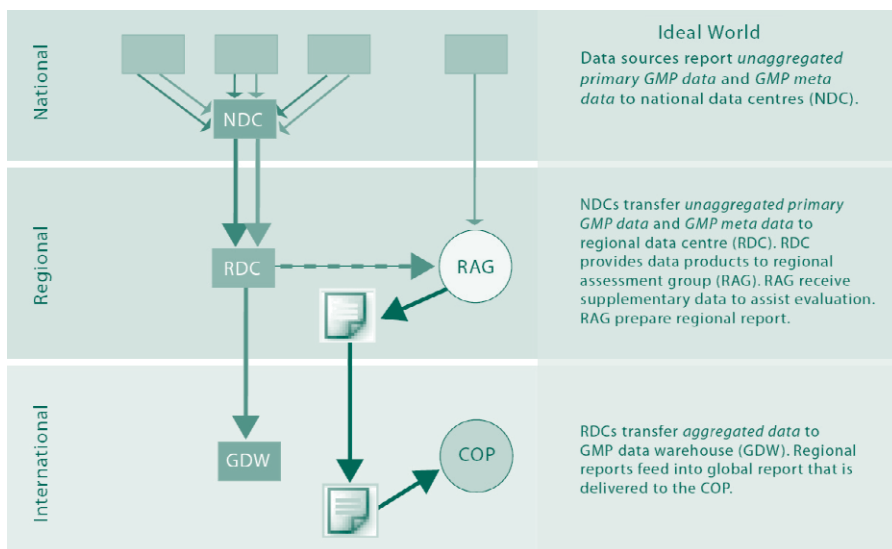 National
NDC
Ideal World
Data sources report unaggregated
primary GMP data and GMP meta
data to national data centres (NDC).
Regional
RDC
RAG
NDCs transfer unaggregated primary
GMP data and GMP meta data to
regional data centre (RDC). RDC
provides data products to regional
assessment group (RAG). RAG receive
supplementary data to assist evaluation.
RAG prepare regional report.
International
GDW
COP
RDCs transfer aggregated data to
GMP data warehouse (GDW). Regional
reports feed into global report that is
delivered to the COP.